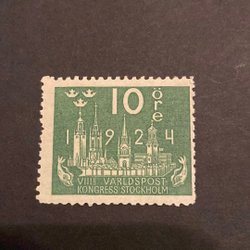 10 öre
1924
VIII VÄRLDSPOST
KONGRESS STOCKHOLM